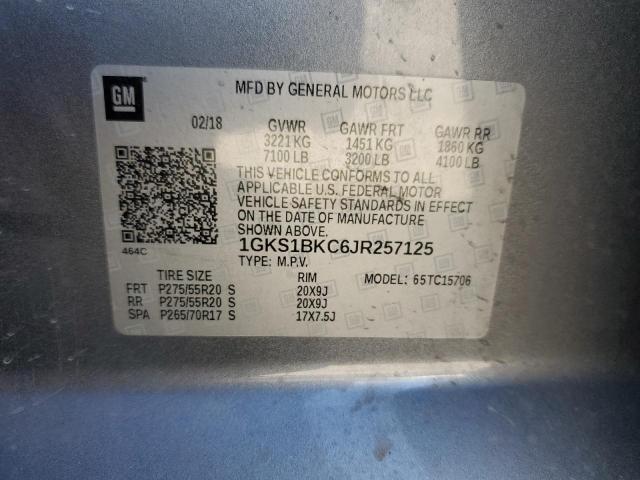 GM
MFD BY GENERAL MOTORS LLC
02/18 GVWR GAWR FRT GAWR RR
3221 KG 1451 KG 1860 KG
7100 LB 3200 LB 4100 LB
THIS VEHICLE CONFORMS TO ALL
APPLICABLE U.S. FEDERAL MOTOR
VEHICLE SAFETY STANDARDS IN EFFECT
ON THE DATE OF MANUFACTURE
SHOWN ABOVE.
464C
1GKS1BKC6JR257125
TYPE: M.P.V.
TIRE SIZE RIM MODEL: 65TC15706
FRT P275/55R20 S 20X9J
RR P275/55R20 S 20X9J
SPA P265/70R17 S 17X7.5J